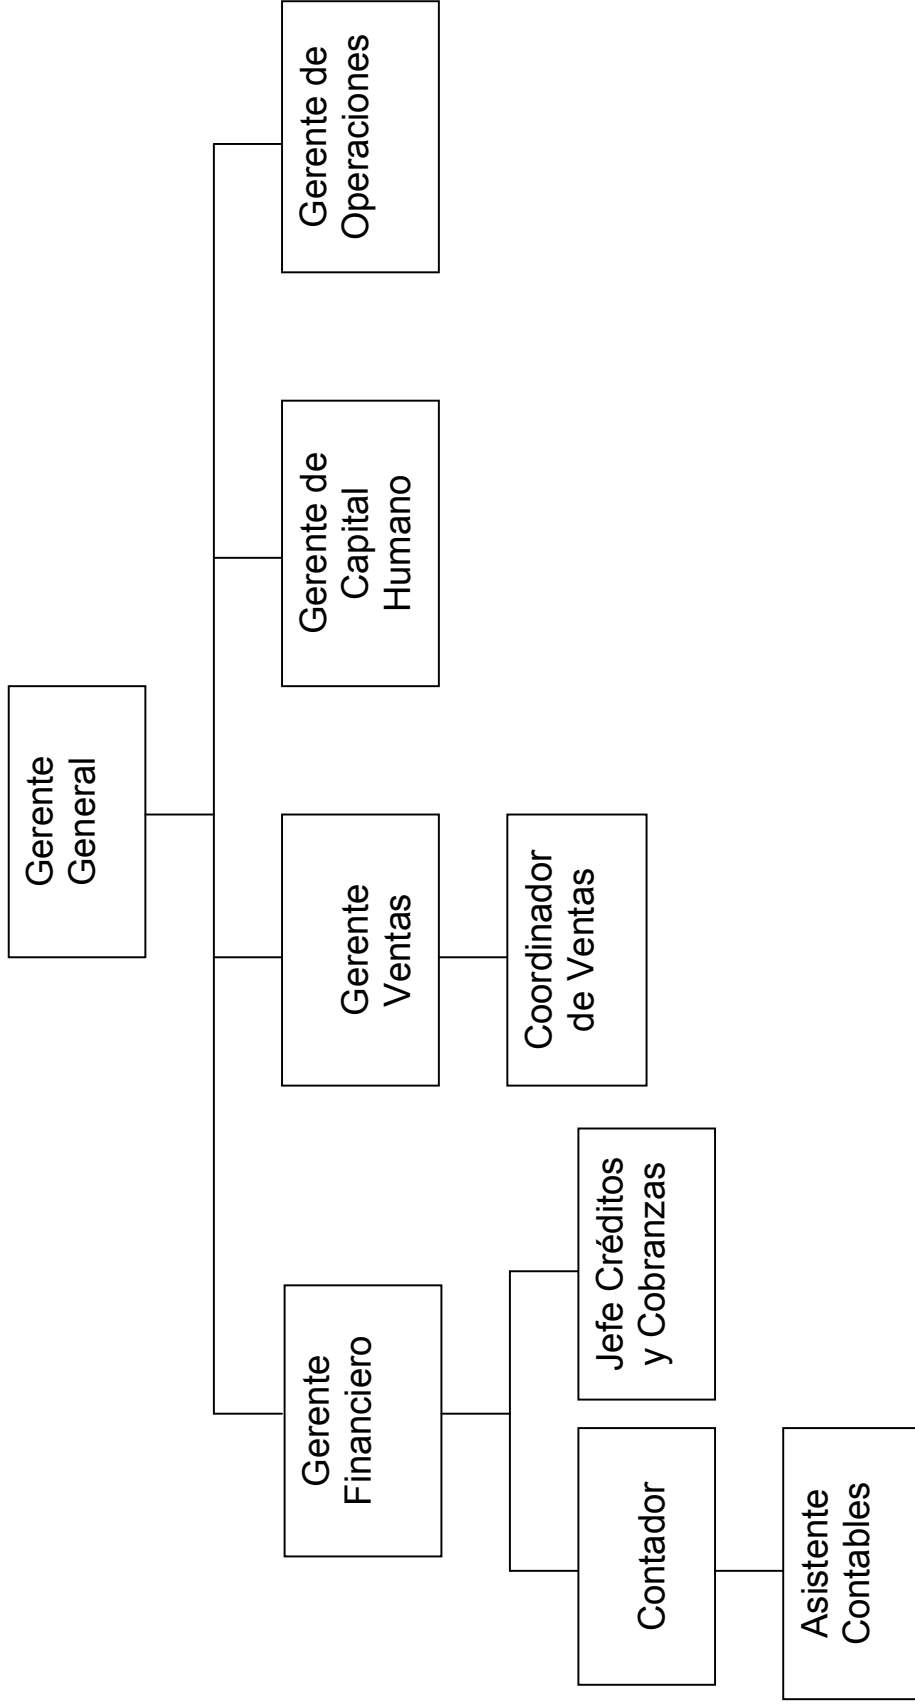 Gerente
General
Gerente
Financiero
Gerente
Ventas
Gerente de
Capital
Humano
Gerente de
Operaciones
Contador
Jefe Créditos
y Cobranzas
Coordinador
de Ventas
Asistente
Contables